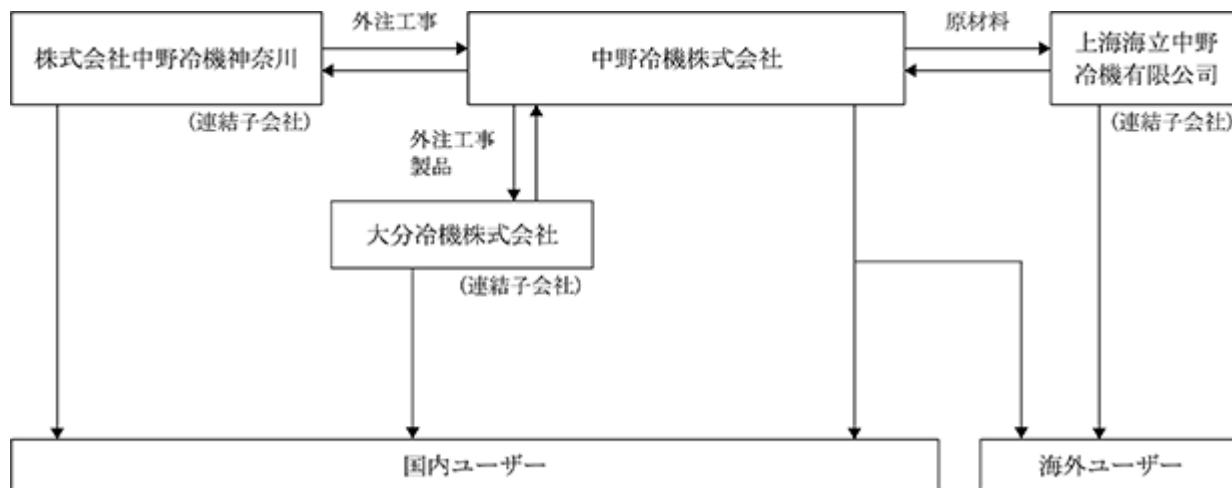 外注工事
原材料
株式会社中野冷機神奈川
中野冷機株式会社
上海海立中野
冷機有限公司
(連結子会社)
(連結子会社)
外注工事
製品
大分冷機株式会社
(連結子会社)
国内ユーザー
海外ユーザー